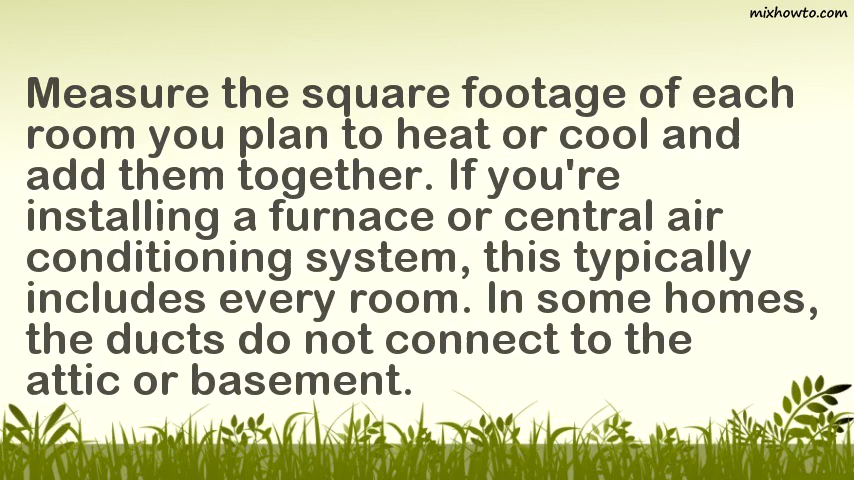 mixhowto.com
Measure the square footage of each
room you plan to heat or cool and
add them together. If you're
installing a furnace or central air
conditioning system, this typically
includes every room. In some homes,
the ducts do not connect to the
attic or basement.